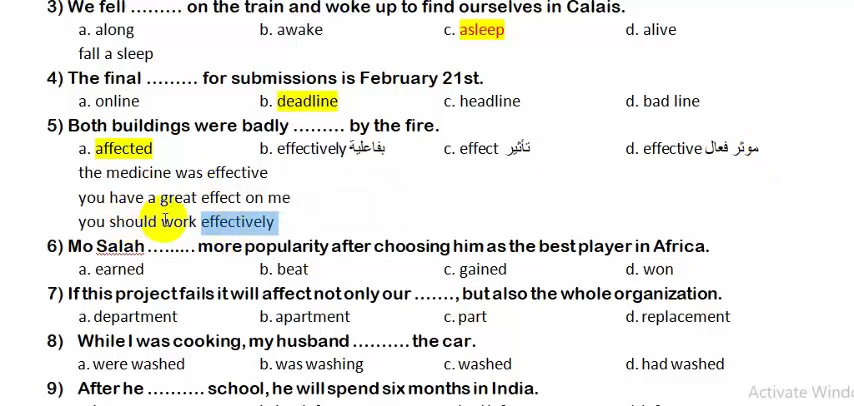 3) We fell ……… on the train and woke up to find ourselves in Calais.
a. along b. awake c. asleep d. alive
fall a sleep
4) The final ……… for submissions is February 21st.
a. online b. deadline c. headline d. bad line
5) Both buildings were badly ……… by the fire.
a. affected b. effectively بفاعلية c. effect تأثير d. effective موثر فعال
the medicine was effective
you have a great effect on me
you should work effectively
6) Mo Salah ……... more popularity after choosing him as the best player in Africa.
a. earned b. beat c. gained d. won
7) If this project fails it will affect not only our ……., but also the whole organization.
a. department b. apartment c. part d. replacement
8) While I was cooking, my husband ………. the car.
a. were washed b. was washing c. washed d. had washed
9) After he ………. school, he will spend six months in India.
Activate Windo